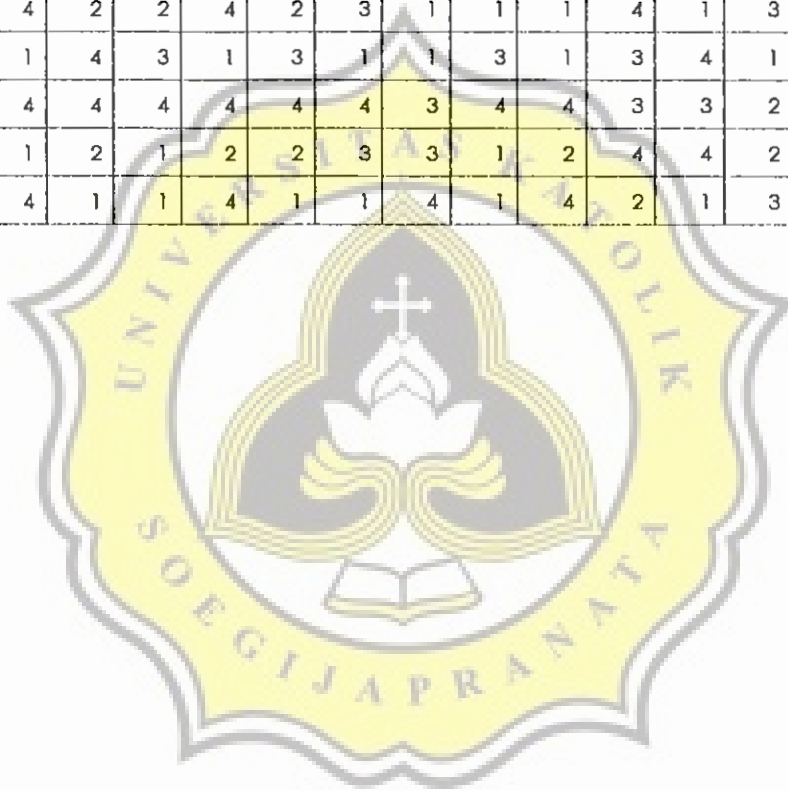 4 2 2 4 2 3 1 1 1 4 1 3
1 4 3 1 3 1 1 3 1 3 4 1
4 4 4 4 4 4 3 4 4 3 3 2
1 2 1 2 2 3 3 1 2 4 4 2
4 1 1 4 1 1 4 1 4 2 1 3
UNIVERSITAS KATOLIK
SOEGIJAPRANATA